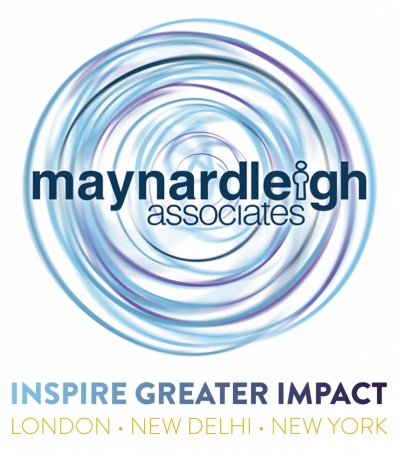 maynardleigh
associates
INSPIRE GREATER IMPACT
LONDON • NEW DELHI • NEW YORK